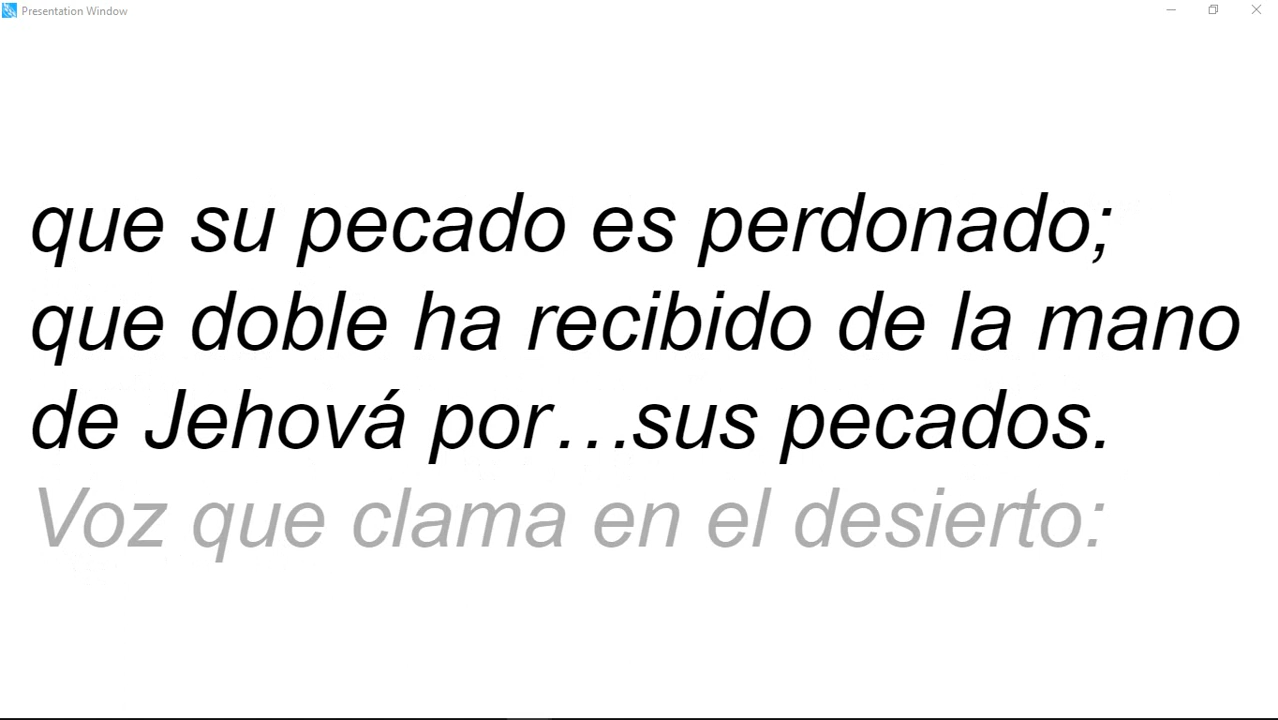 Presentation Window
que su pecado es perdonado;
que doble ha recibido de la mano
de Jehová por…sus pecados.
Voz que clama en el desierto: